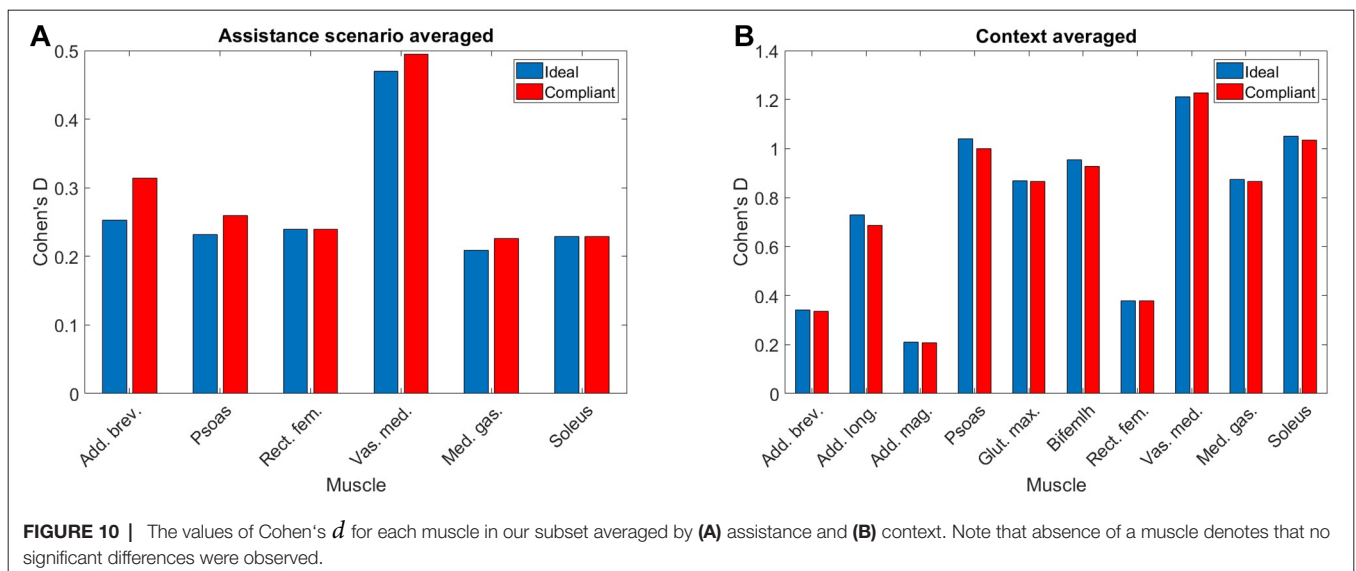 A
Assistance scenario averaged
0.5
0.4
0.3
0.2
0.1
0
Cohen's D
Ideal
Compliant
Add. brev.
Psoas
Rect. fem.
Vas. med.
Med. gas.
Soleus
Muscle
B
Context averaged
1.4
1.2
1
0.8
0.6
0.4
0.2
0
Cohen's D
Ideal
Compliant
Add. brev.
Add. long.
Add. mag.
Psoas
Glut. max.
Bifemlh
Rect. fem.
Vas. med.
Med. gas.
Soleus
Muscle
FIGURE 10 | The values of Cohen‘s d for each muscle in our subset averaged by (A) assistance and (B) context. Note that absence of a muscle denotes that no
significant differences were observed.